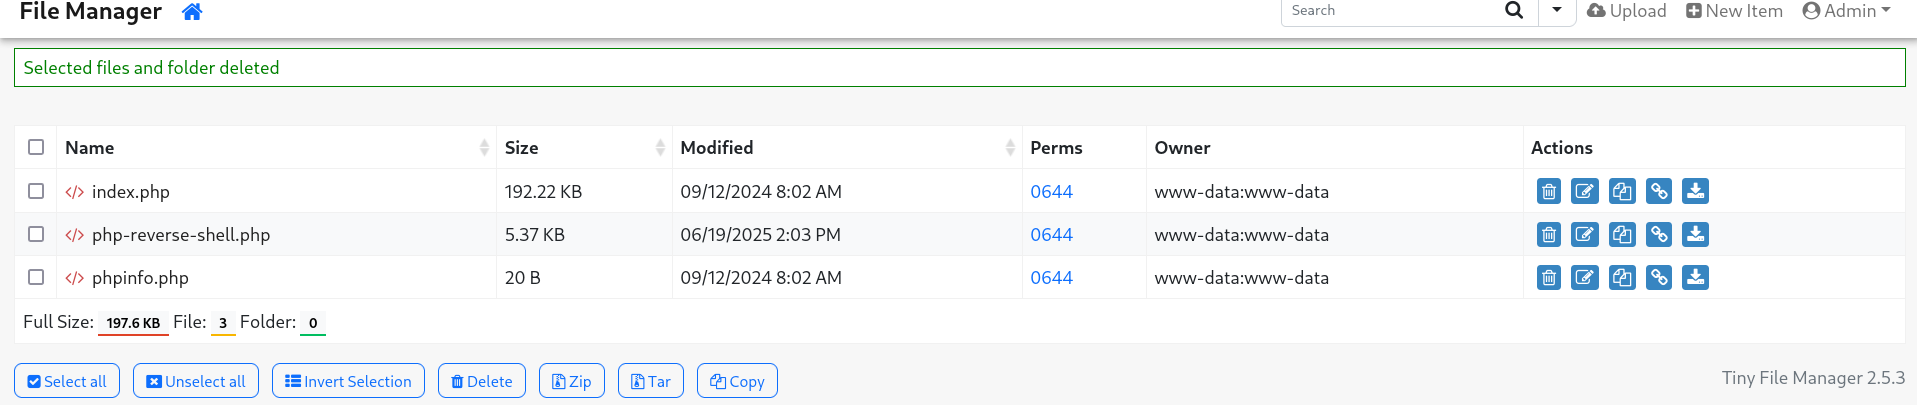 File Manager Search Upload New Item Admin
Selected files and folder deleted
Name Size Modified Perms Owner Actions
index.php 192.22 KB 09/12/2024 8:02 AM 0644 www-data:www-data
php-reverse-shell.php 5.37 KB 06/19/2025 2:03 PM 0644 www-data:www-data
phpinfo.php 20 B 09/12/2024 8:02 AM 0644 www-data:www-data
Full Size: 197.6 KB File: 3 Folder: 0
Select all Unselect all Invert Selection Delete Zip Tar Copy Tiny File Manager 2.5.3